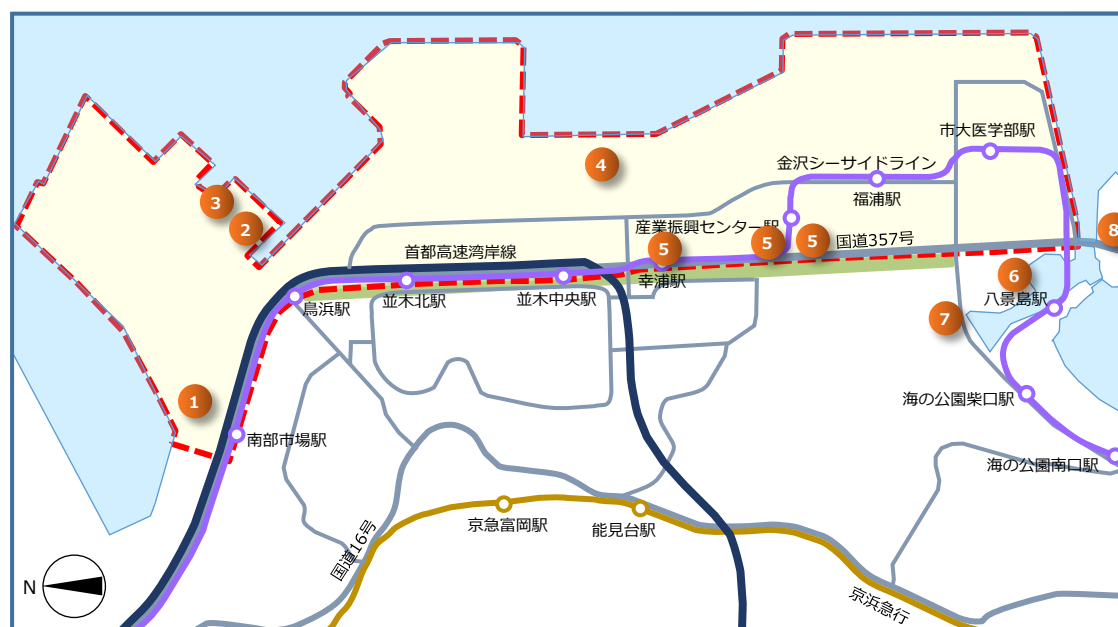 市大医学部駅
金沢シーサイドライン
4
福浦駅
3
2
産業振興センター駅
国道357号
8
首都高速湾岸線
5
5
5
幸浦駅
6
鳥浜駅
並木北駅
並木中央駅
八景島駅
7
1
海の公園柴口駅
南部市場駅
海の公園南口駅
京急富岡駅
能見台駅
国道16号
N
京浜急行